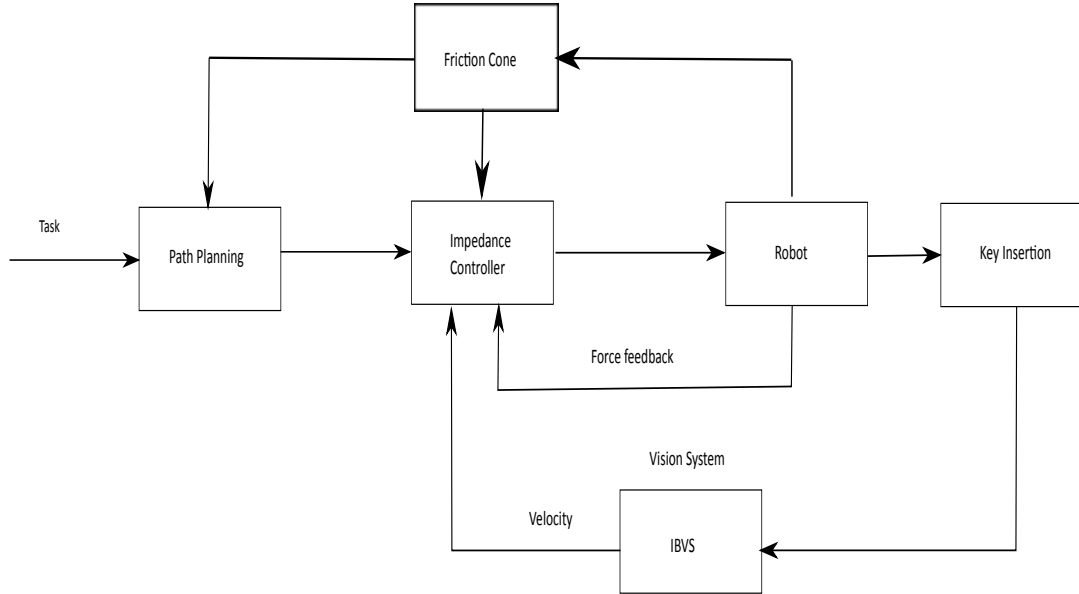 Friction Cone
Task
Path Planning
Impedance
Controller
Robot
Key Insertion
Force feedback
Vision System
Velocity
IBVS